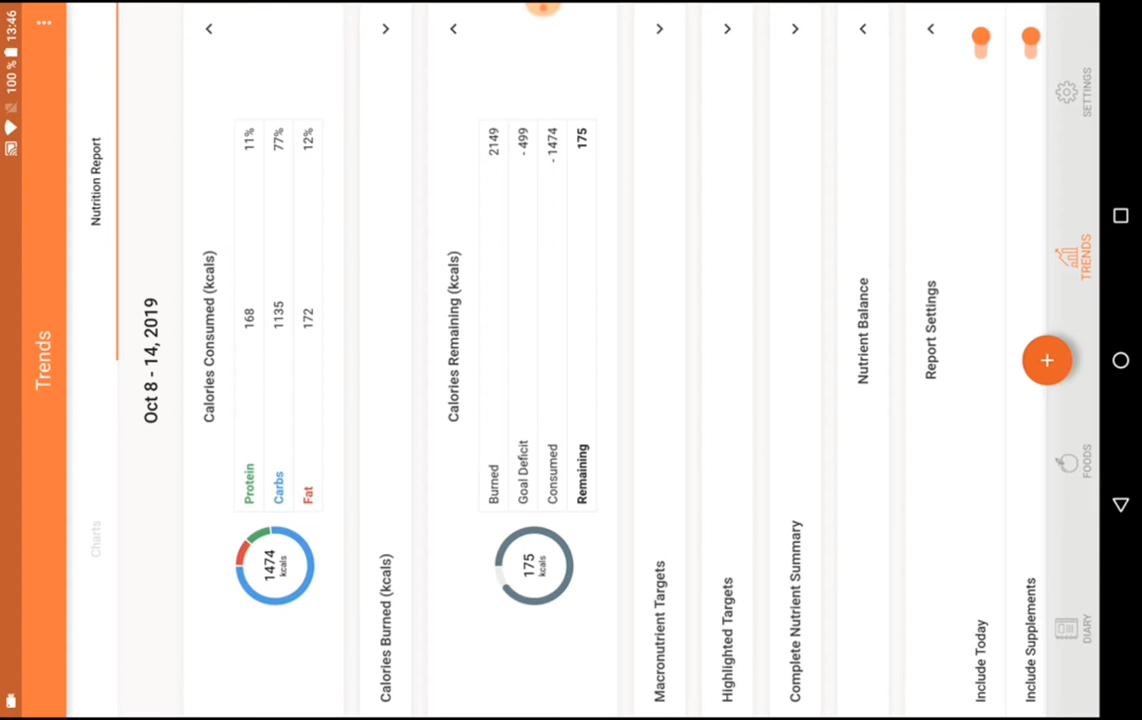 100 % 13:46
Trends
Charts
Nutrition Report
Oct 8 - 14, 2019
Calories Consumed (kcals)
1474
kcals
Protein 168 11%
Carbs 1135 77%
Fat 172 12%
Calories Burned (kcals)
Calories Remaining (kcals)
175
kcals
Burned 2149
Goal Deficit - 499
Consumed - 1474
Remaining 175
Macronutrient Targets
Highlighted Targets
Complete Nutrient Summary
Nutrient Balance
Report Settings
Include Today
Include Supplements
+
DIARY
FOODS
TRENDS
SETTINGS